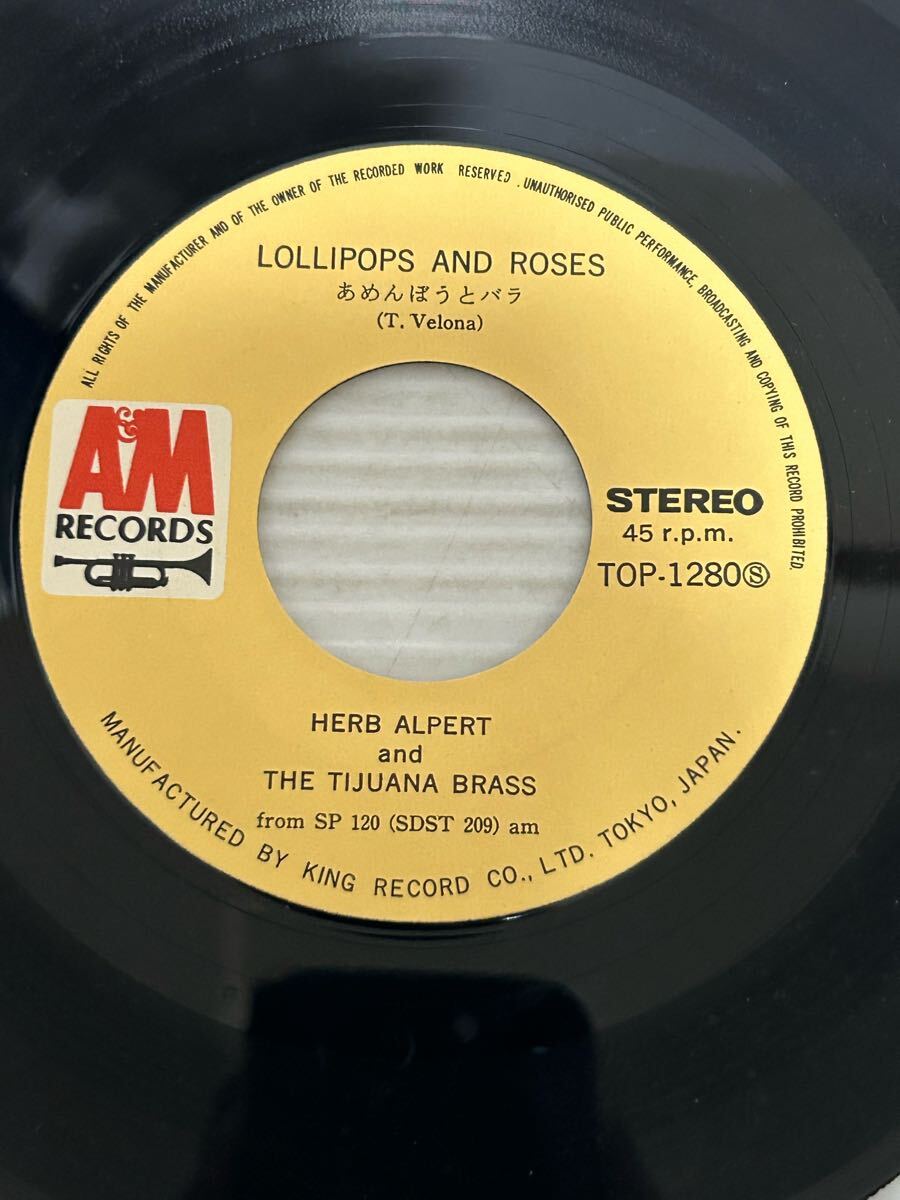 ALL RIGHTS OF THE MANUFACTURER AND OF THE OWNER OF THE RECORDED WORK RESERVED. UNAUTHORISED PUBLIC PERFORMANCE, BROADCASTING AND COPYING OF THIS RECORD PROHIBITED.
LOLLIPOPS AND ROSES
あめんぼうとバラ
(T. Velona)
A&M
RECORDS
STEREO
45 r.p.m.
TOP-1280Ⓢ
HERB ALPERT
and
THE TIJUANA BRASS
from SP 120 (SDST 209) am
MANUFACTURED BY KING RECORD CO., LTD. TOKYO, JAPAN.